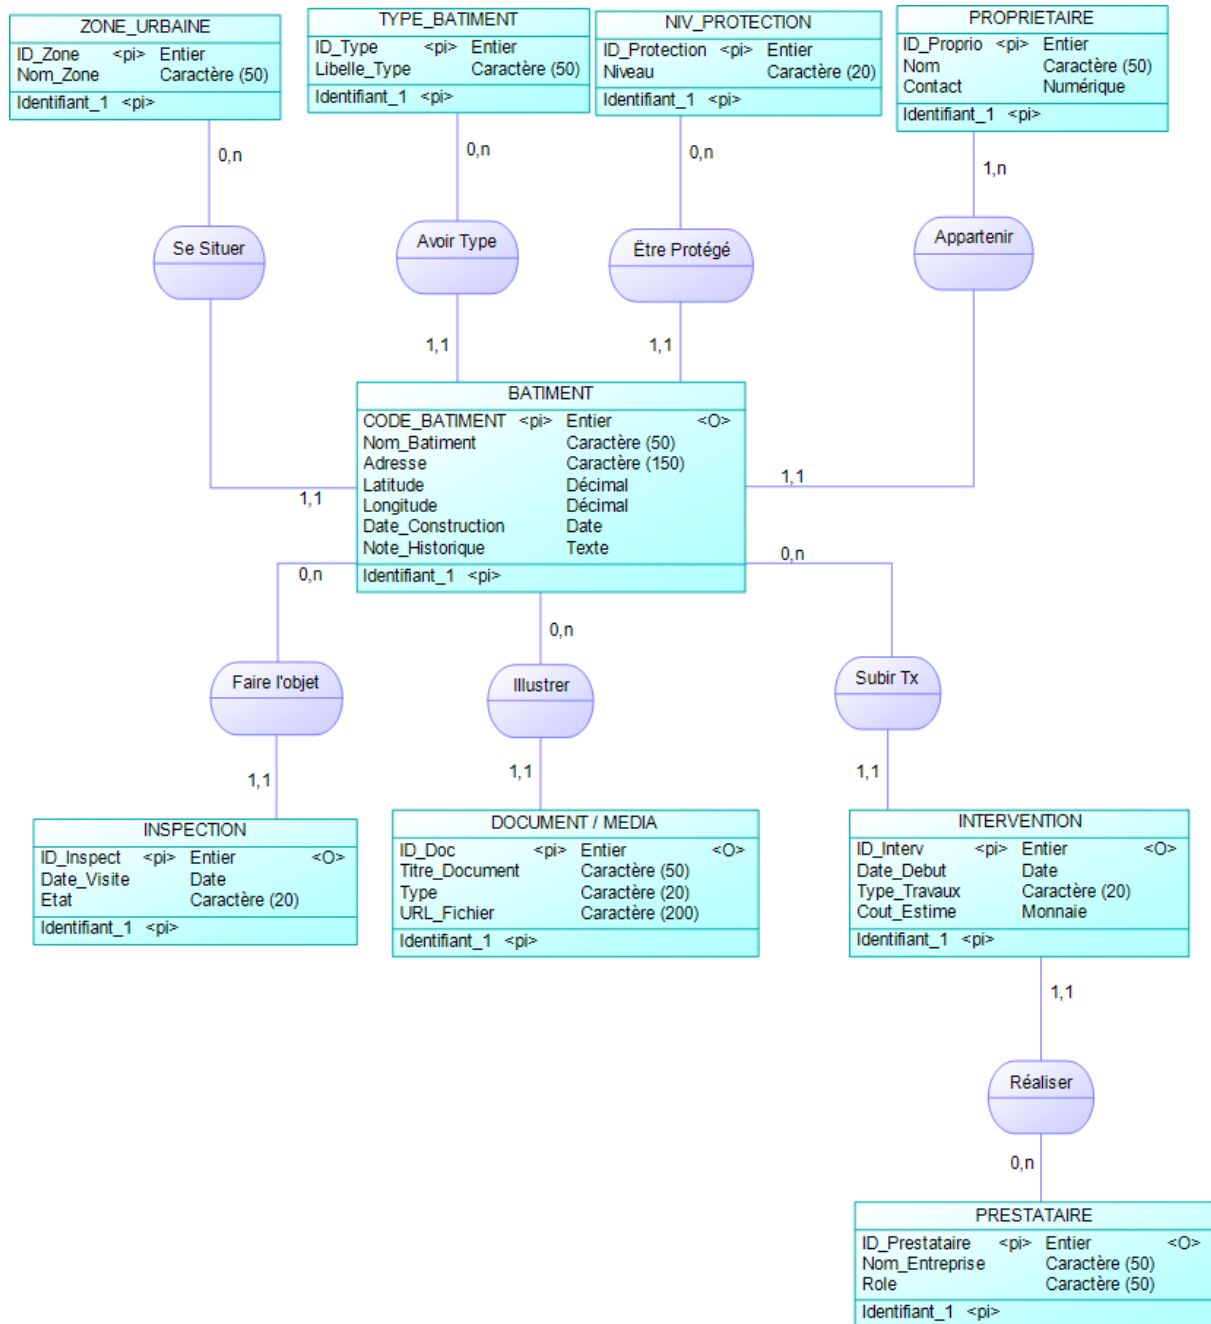 ZONE_URBAINE
ID_Zone <pi> Entier
Nom_Zone Caractère (50)
Identifiant_1 <pi>
TYPE_BATIMENT
ID_Type <pi> Entier
Libelle_Type Caractère (50)
Identifiant_1 <pi>
NIV_PROTECTION
ID_Protection <pi> Entier
Niveau Caractère (20)
Identifiant_1 <pi>
PROPRIETAIRE
ID_Proprio <pi> Entier
Nom Caractère (50)
Contact Numérique
Identifiant_1 <pi>
0,n
0,n
0,n
1,n
Se Situer
Avoir Type
Être Protégé
Appartenir
1,1
1,1
1,1
1,1
BATIMENT
CODE_BATIMENT <pi> Entier <O>
Nom_Batiment Caractère (50)
Adresse Caractère (150)
Latitude Décimal
Longitude Décimal
Date_Construction Date
Note_Historique Texte
Identifiant_1 <pi>
0,n
0,n
0,n
Faire l'objet
Illustrer
Subir Tx
1,1
1,1
1,1
INSPECTION
ID_Inspect <pi> Entier <O>
Date_Visite Date
Etat Caractère (20)
Identifiant_1 <pi>
DOCUMENT / MEDIA
ID_Doc <pi> Entier <O>
Titre_Document Caractère (50)
Type Caractère (20)
URL_Fichier Caractère (200)
Identifiant_1 <pi>
INTERVENTION
ID_Interv <pi> Entier <O>
Date_Debut Date
Type_Travaux Caractère (20)
Cout_Estime Monnaie
Identifiant_1 <pi>
1,1
Réaliser
0,n
PRESTATAIRE
ID_Prestataire <pi> Entier <O>
Nom_Entreprise Caractère (50)
Role Caractère (50)
Identifiant_1 <pi>